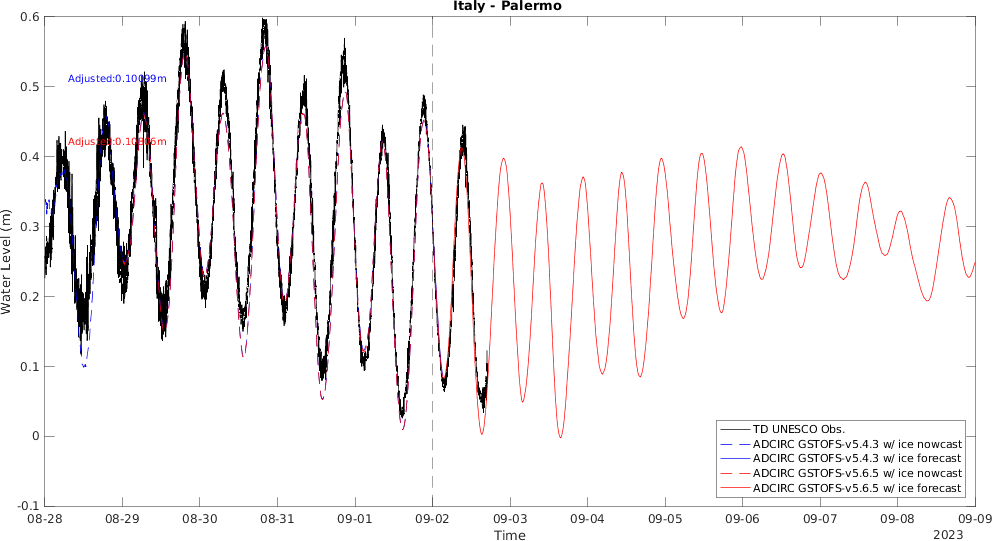 Italy - Palermo
0.6
0.5
0.4
0.3
0.2
0.1
0
-0.1
Water Level (m)
Adjusted:0.10099m
Adjusted:0.10986m
TD UNESCO Obs.
ADCIRC GSTOFS-v5.4.3 w/ ice nowcast
ADCIRC GSTOFS-v5.4.3 w/ ice forecast
ADCIRC GSTOFS-v5.6.5 w/ ice nowcast
ADCIRC GSTOFS-v5.6.5 w/ ice forecast
08-28 08-29 08-30 08-31 09-01 09-02 09-03 09-04 09-05 09-06 09-07 09-08 09-09
Time
2023